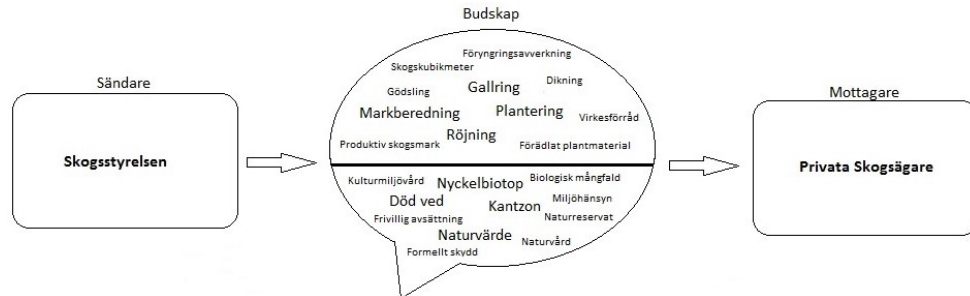 Budskap
Sändare
Mottagare
Skogsstyrelsen
Föryngringsavverkning
Skogskubikmeter
Dikning
Gödsling
Gallring
Markberedning
Plantering
Virkesförråd
Röjning
Produktiv skogsmark
Förädlat plantmaterial
Kulturmiljövård
Nyckelbiotop
Biologisk mångfald
Död ved
Kantzon
Miljöhänsyn
Frivillig avsättning
Naturreservat
Naturvärde
Naturvård
Formellt skydd
Privata Skogsägare